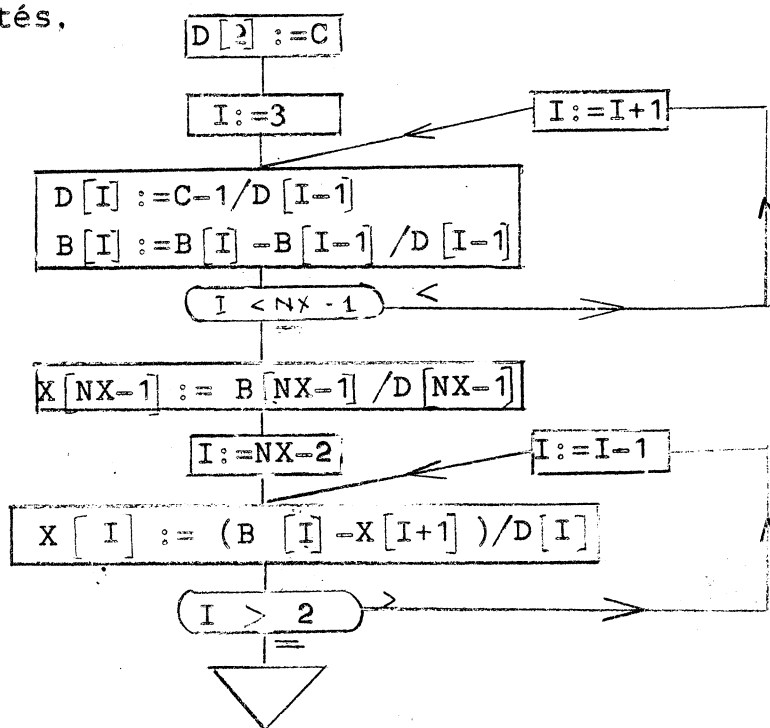 tés.
D[2] :=C
I:=3
I:=I+1
D[I] :=C-1/D[I-1]
B[I] :=B[I] -B[I-1] /D[I-1]
I < NX - 1
<
=
X[NX-1] := B[NX-1] /D[NX-1]
I:=NX-2
I:=I-1
X [ I] := (B [I] -X[I+1] )/D[I]
I > 2
>
=